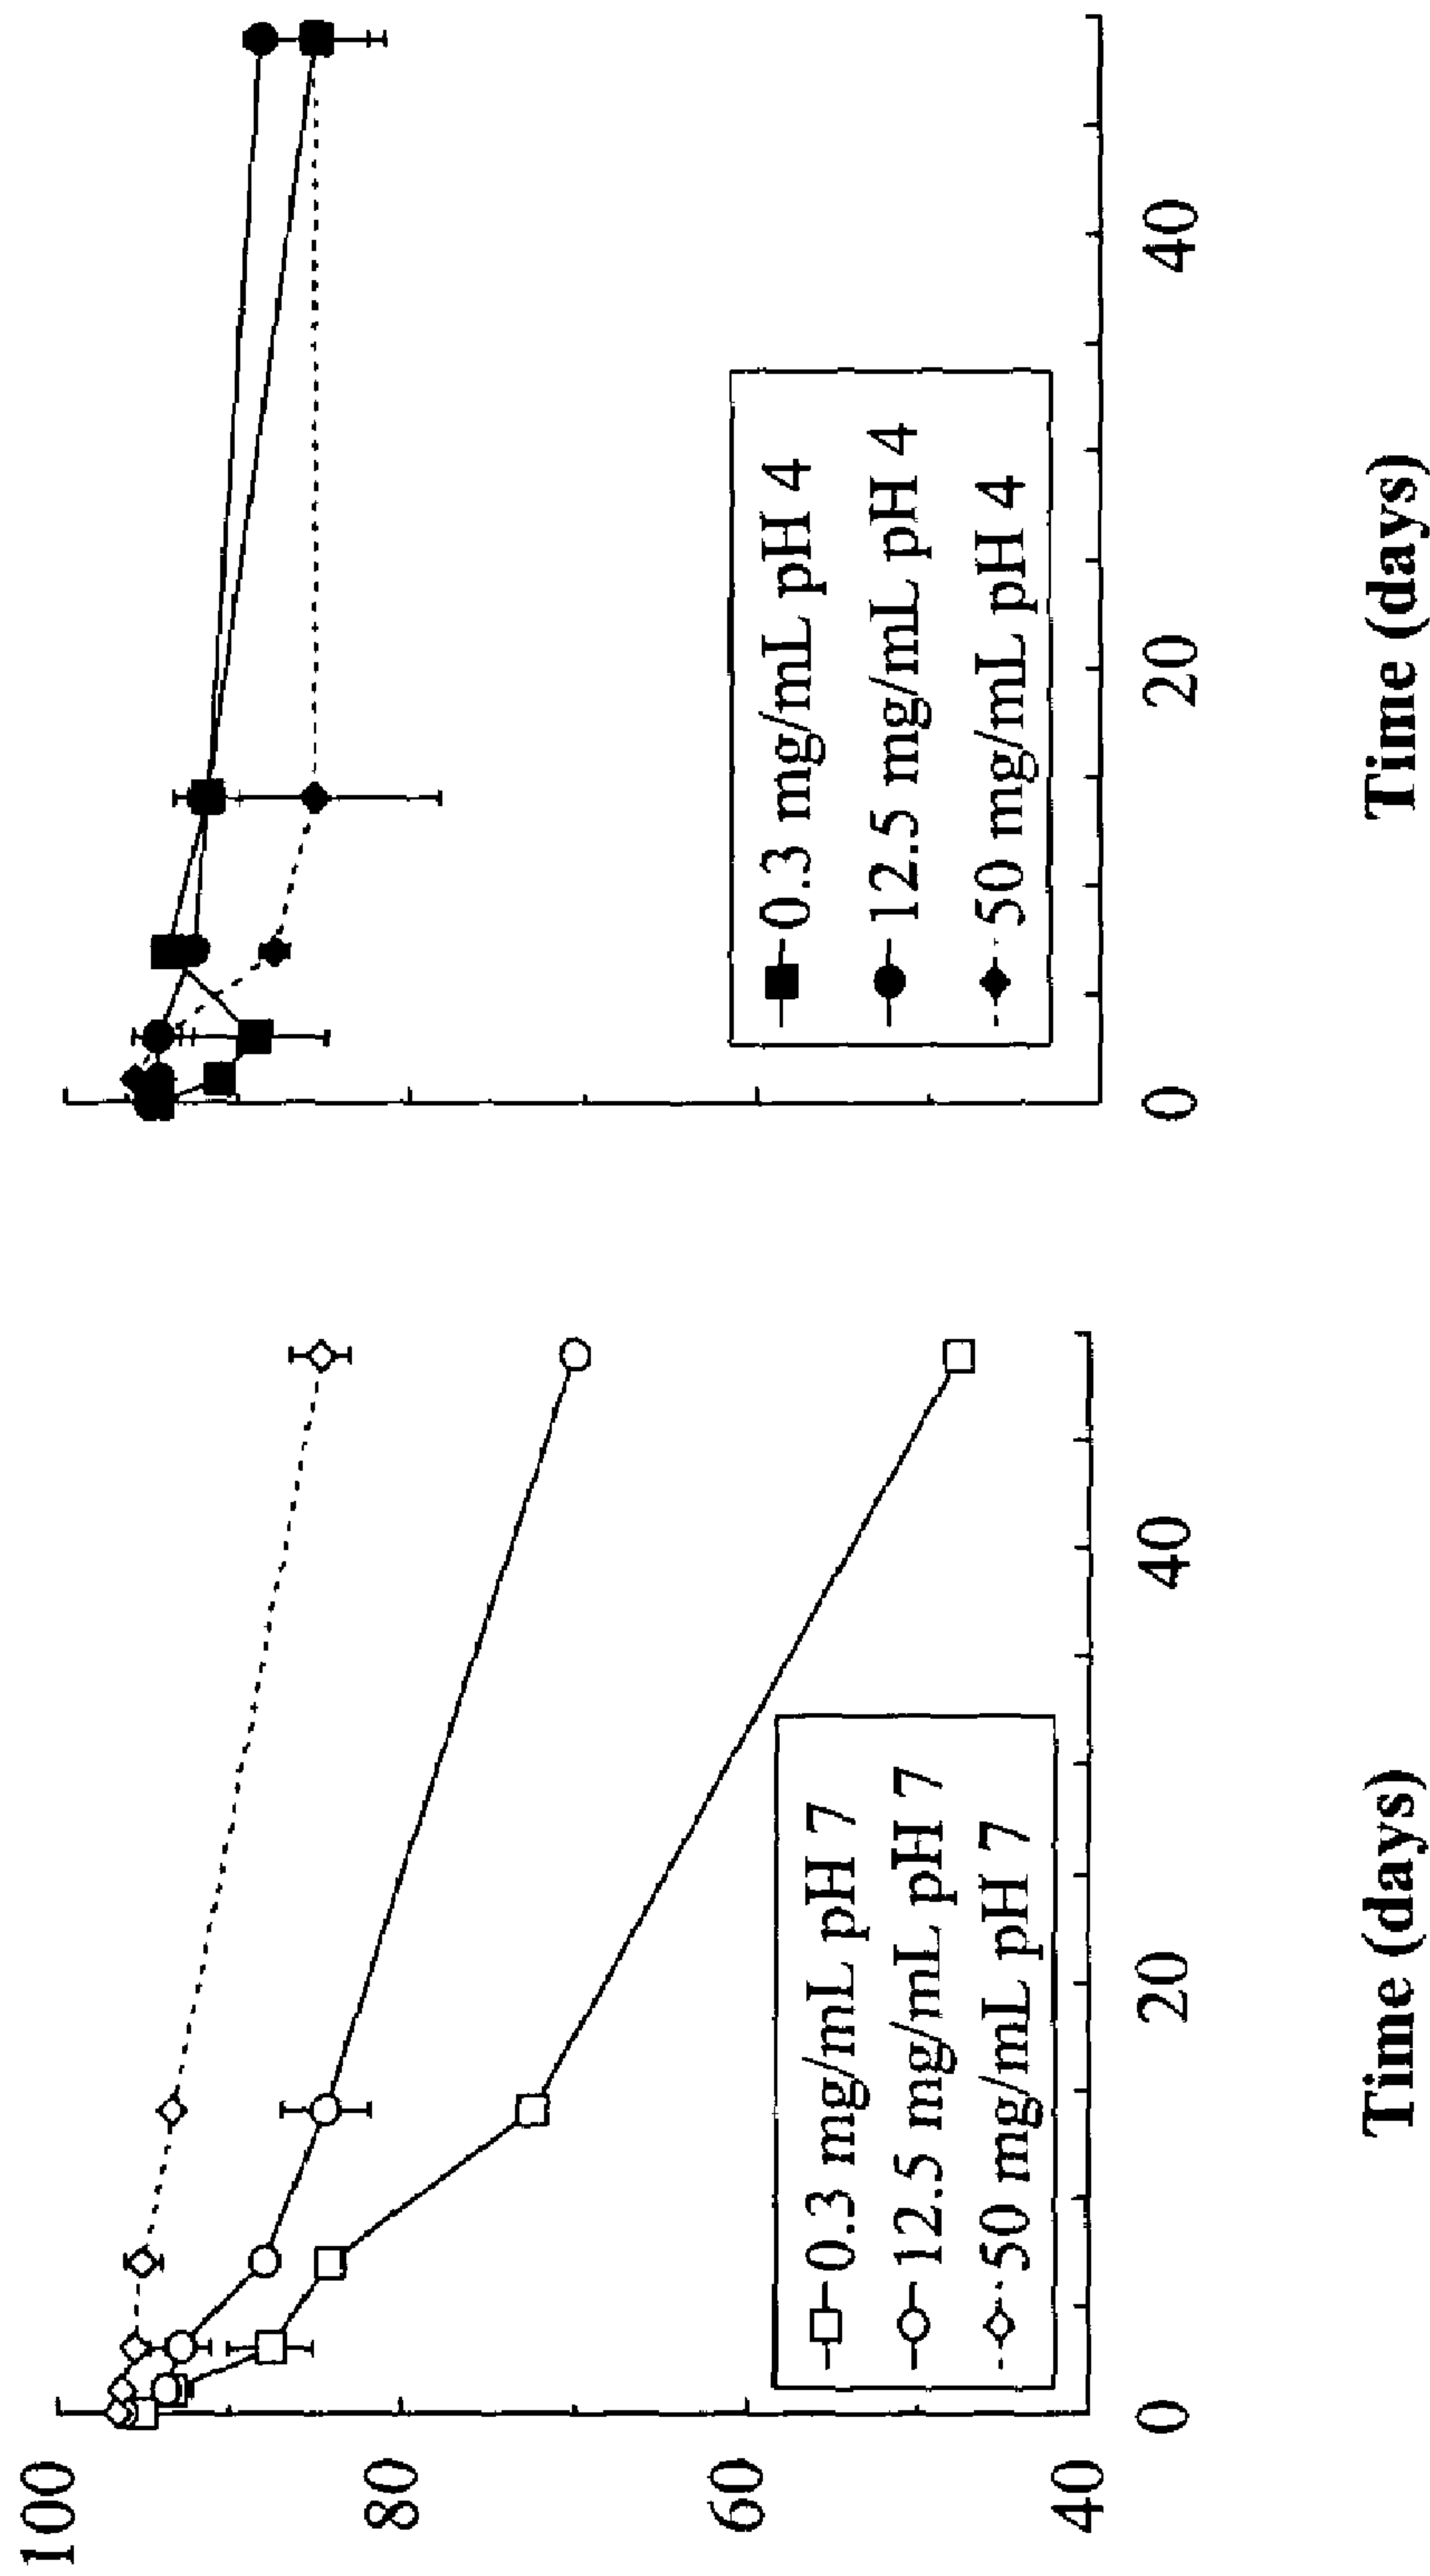 100
80
60
40
0
20
40
0.3 mg/mL pH 7
12.5 mg/mL pH 7
50 mg/mL pH 7
Time (days)
0
20
40
0.3 mg/mL pH 4
12.5 mg/mL pH 4
50 mg/mL pH 4
Time (days)